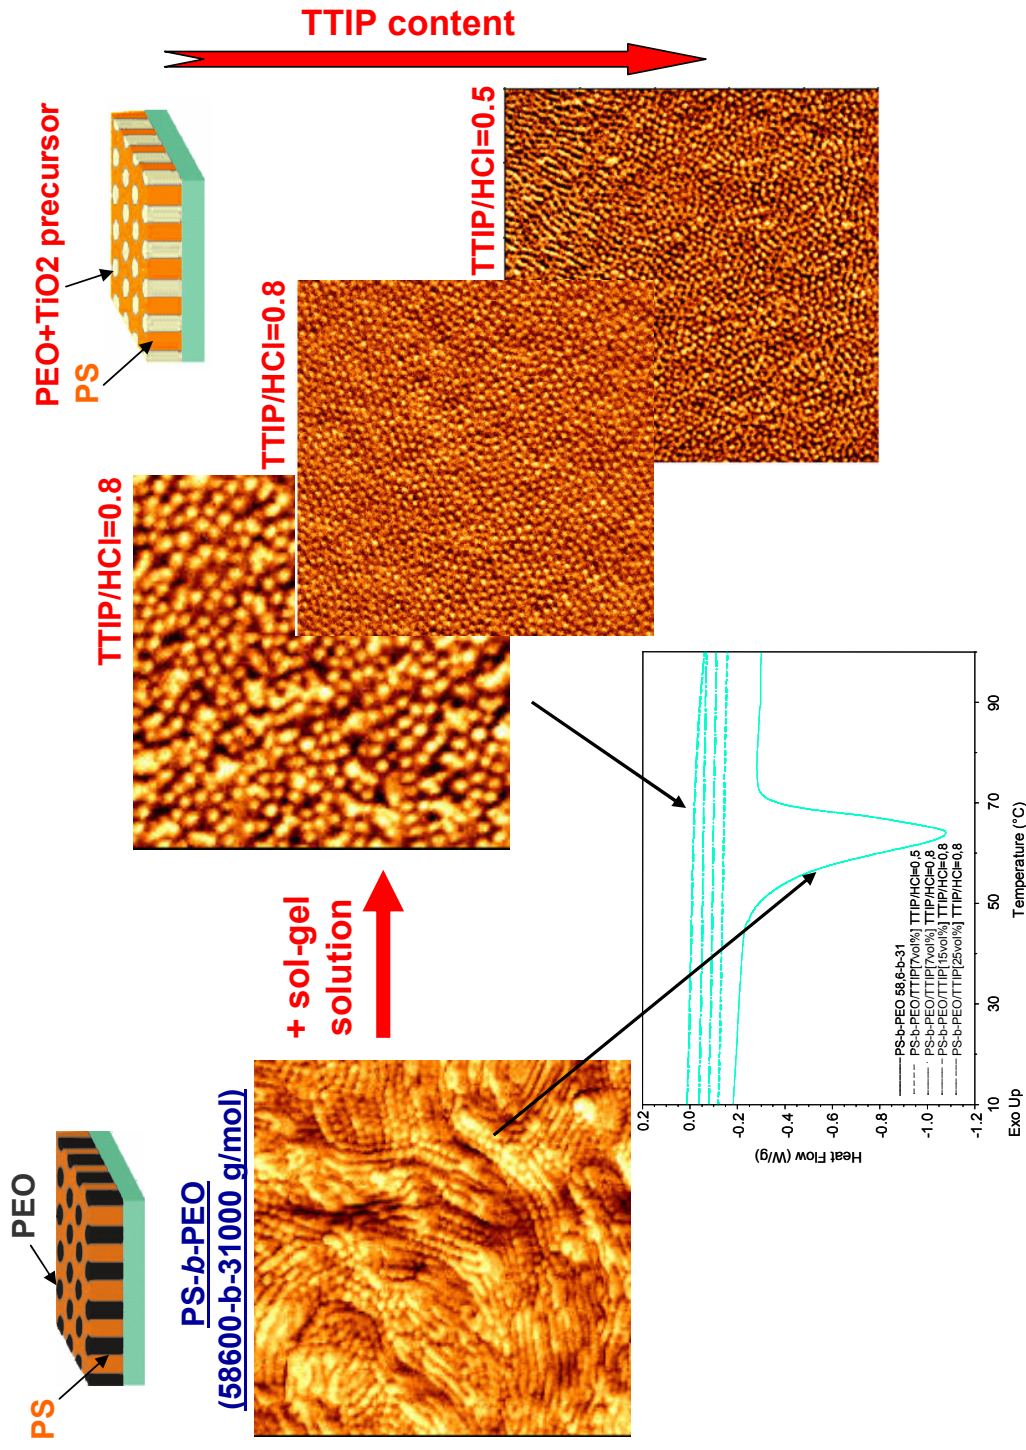 PEO
PS
PS-b-PEO
(58600-b-31000 g/mol)
+ sol-gel
solution
TTIP/HCl=0.8
TTIP/HCl=0.8
TTIP/HCl=0.5
PEO+TiO2 precursor
PS
TTIP content
0.2
0.0
-0.2
-0.4
-0.6
-0.8
-1.0
-1.2
Heat Flow (W/g)
10
30
50
70
90
Exo Up
Temperature (°C)
PS-b-PEO 58,6-b-31
PS-b-PEO/TTIP[7vol%] TTIP/HCl=0,5
PS-b-PEO/TTIP[7vol%] TTIP/HCl=0,8
PS-b-PEO/TTIP[15vol%] TTIP/HCl=0,8
PS-b-PEO/TTIP[25vol%] TTIP/HCl=0,8